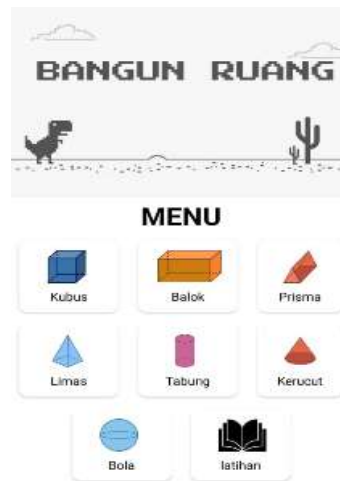 BANGUN RUANG
MENU
Kubus
Balok
Prisma
Limas
Tabung
Kerucut
Bola
latihan